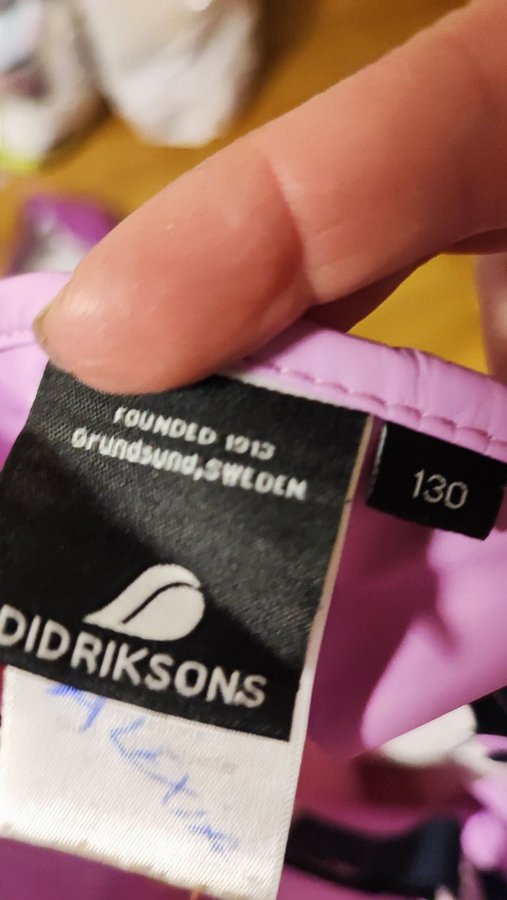 FOUNDED 1913
Grundsund, SWEDEN
130
DIDRIKSONS